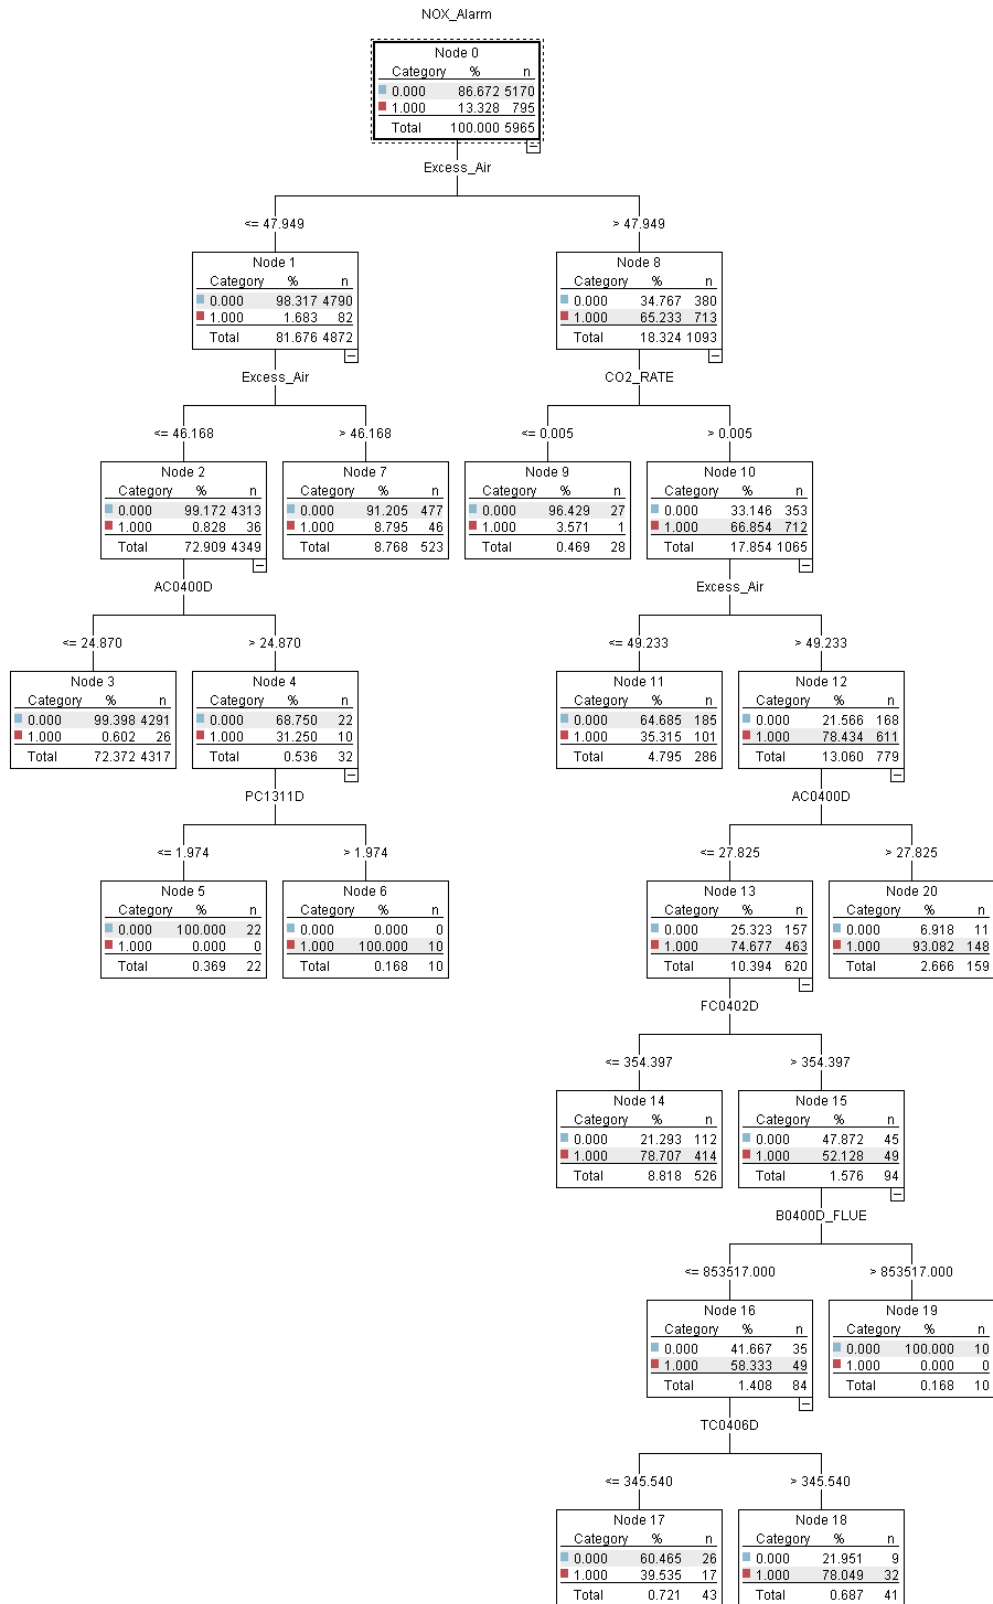 NOX_Alarm
Node 0
Category % n
0.000 86.672 5170
1.000 13.328 795
Total 100.000 5965
Excess_Air
<= 47.949
> 47.949
Node 1
Category % n
0.000 98.317 4790
1.000 1.683 82
Total 81.676 4872
Node 8
Category % n
0.000 34.767 380
1.000 65.233 713
Total 18.324 1093
Excess_Air
CO2_RATE
<= 46.168
> 46.168
<= 0.005
> 0.005
Node 2
Category % n
0.000 99.172 4313
1.000 0.828 36
Total 72.909 4349
Node 7
Category % n
0.000 91.205 477
1.000 8.795 46
Total 8.768 523
Node 9
Category % n
0.000 96.429 27
1.000 3.571 1
Total 0.469 28
Node 10
Category % n
0.000 33.146 353
1.000 66.854 712
Total 17.854 1065
AC0400D
Excess_Air
<= 24.870
> 24.870
<= 49.233
> 49.233
Node 3
Category % n
0.000 99.398 4291
1.000 0.602 26
Total 72.372 4317
Node 4
Category % n
0.000 68.750 22
1.000 31.250 10
Total 0.536 32
Node 11
Category % n
0.000 64.685 185
1.000 35.315 101
Total 4.795 286
Node 12
Category % n
0.000 21.566 168
1.000 78.434 611
Total 13.060 779
PC1311D
AC0400D
<= 1.974
> 1.974
<= 27.825
> 27.825
Node 5
Category % n
0.000 100.000 22
1.000 0.000 0
Total 0.369 22
Node 6
Category % n
0.000 0.000 0
1.000 100.000 10
Total 0.168 10
Node 13
Category % n
0.000 25.323 157
1.000 74.677 463
Total 10.394 620
Node 20
Category % n
0.000 6.918 11
1.000 93.082 148
Total 2.666 159
FC0402D
<= 354.397
> 354.397
Node 14
Category % n
0.000 21.293 112
1.000 78.707 414
Total 8.818 526
Node 15
Category % n
0.000 47.872 45
1.000 52.128 49
Total 1.576 94
B0400D_FLUE
<= 853517.000
> 853517.000
Node 16
Category % n
0.000 41.667 35
1.000 58.333 49
Total 1.408 84
Node 19
Category % n
0.000 100.000 10
1.000 0.000 0
Total 0.168 10
TC0406D
<= 345.540
> 345.540
Node 17
Category % n
0.000 60.465 26
1.000 39.535 17
Total 0.721 43
Node 18
Category % n
0.000 21.951 9
1.000 78.049 32
Total 0.687 41